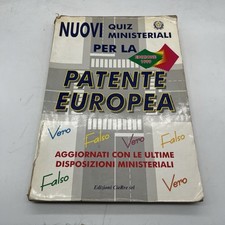 NUOVI QUIZ
MINISTERIALI
PER LA
PATENTE
EUROPEA
Vero
Falso
Vero
Falso
AGGIORNATI CON LE ULTIME
DISPOSIZIONI MINISTERIALI
Falso
Vero